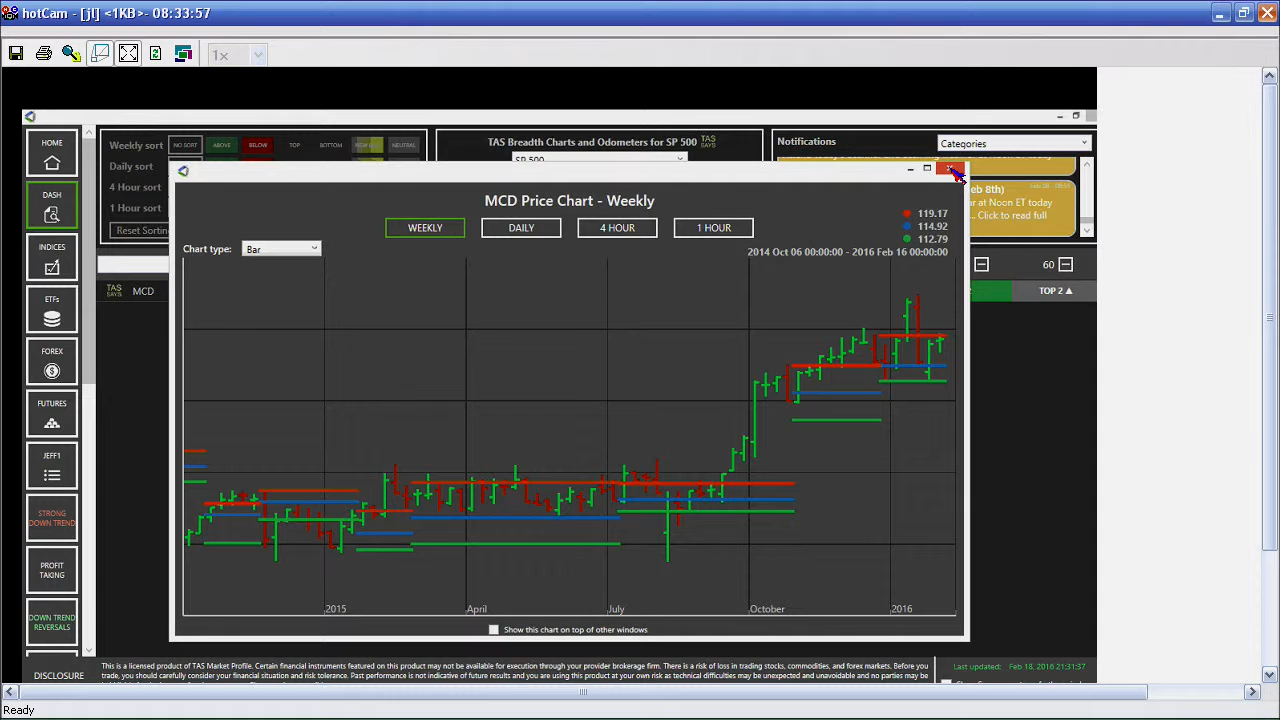 hotCam - [jl] <1KB>- 08:33:57
1x
HOME
DASH
INDICES
ETFs
FOREX
FUTURES
JEFF1
STRONG
DOWN TREND
PROFIT
TAKING
DOWN TREND
REVERSALS
DISCLOSURE
Weekly sort
NO SORT
ABOVE
BELOW
TOP
BOTTOM
NEUTRAL
Daily sort
4 Hour sort
1 Hour sort
Reset Sorting
TAS Breadth Charts and Odometers for SP 500
TAS
SAYS
SP 500
Notifications
Categories
eb 8th)
ar at Noon ET today
... Click to read full
60
TOP 2 ▲
TAS
SAYS
MCD
MCD Price Chart - Weekly
WEEKLY
DAILY
4 HOUR
1 HOUR
119.17
114.92
112.79
Chart type:
Bar
2014 Oct 06 00:00:00 - 2016 Feb 16 00:00:00
2015
April
July
October
2016
Show this chart on top of other windows
This is a licensed product of TAS Market Profile. Certain financial instruments featured on this product may not be available for execution through your provider brokerage firm. There is a risk of loss in trading stocks, commodities, and forex markets. Before you
trade, you should carefully consider your financial situation and risk tolerance. Past performance is not indicative of future results and you are using this product at your own risk as technical difficulties may be unexpected and unavoidable and no parties may be
Last updated: Feb 18, 2016 21:31:37
Ready